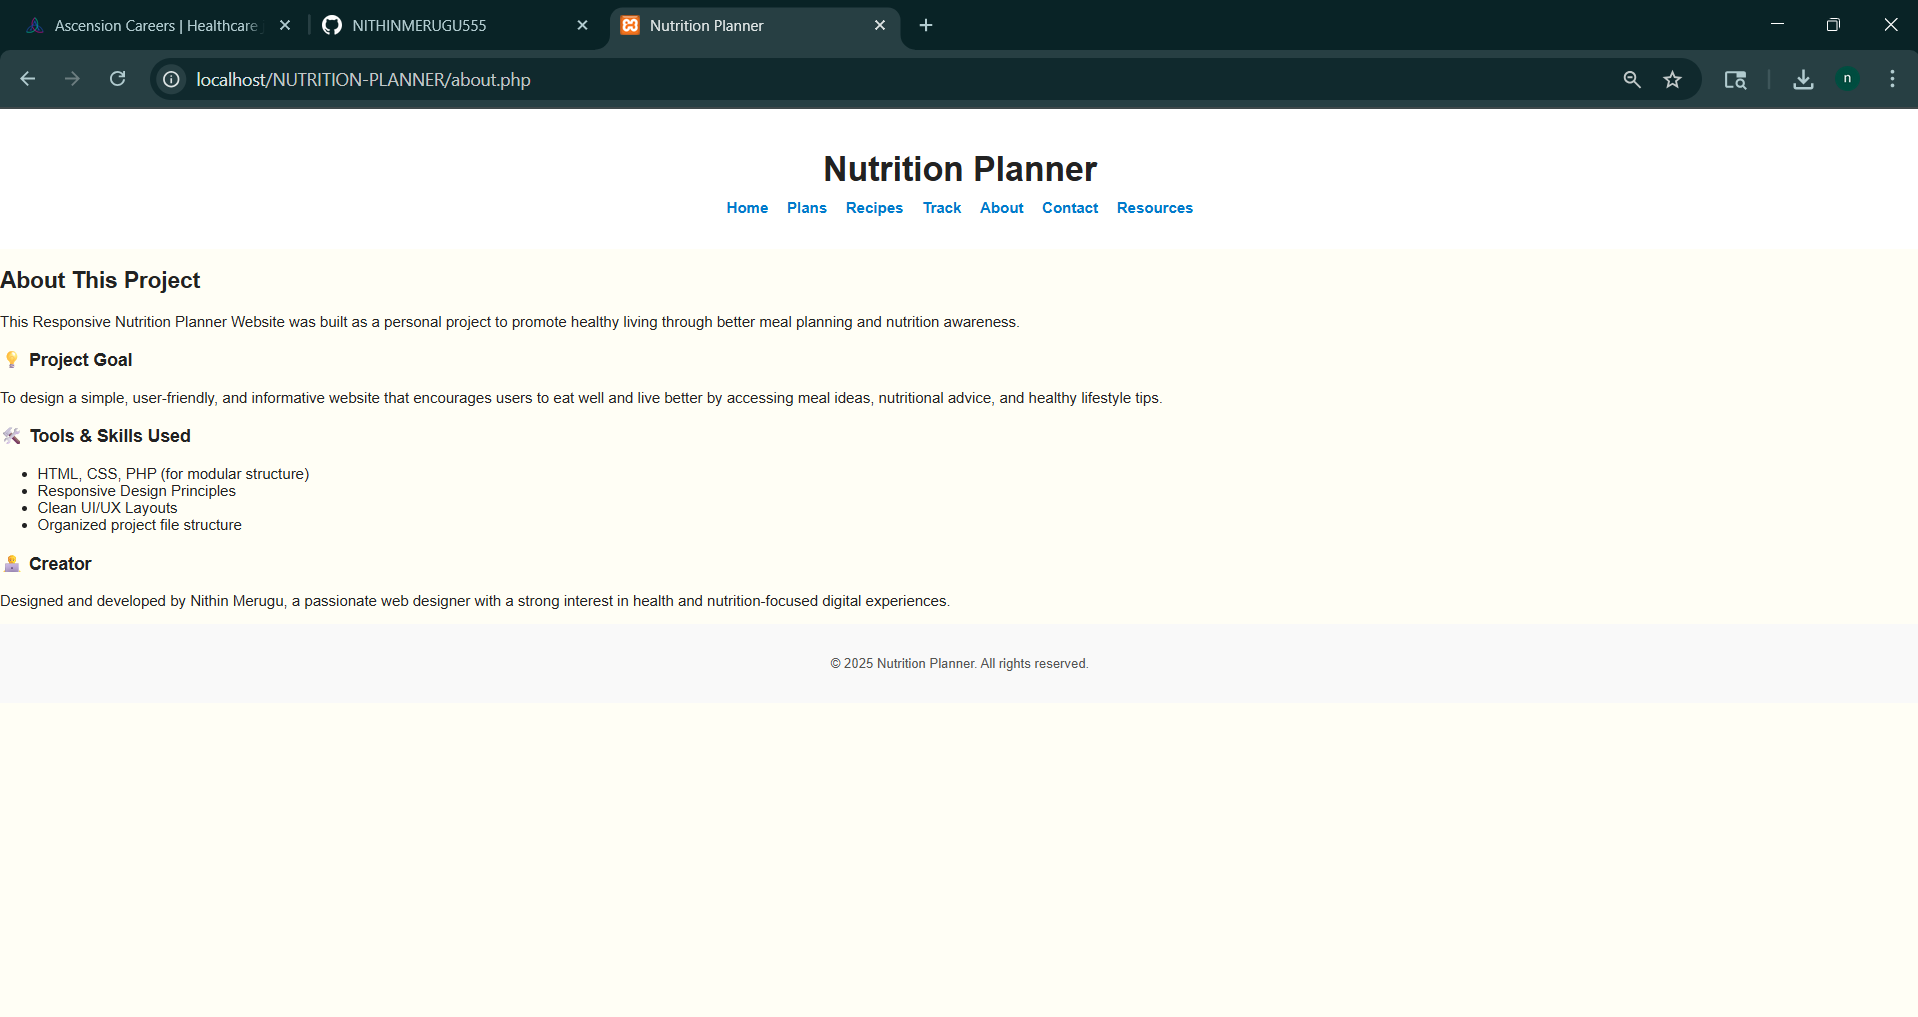 Ascension Careers | Healthcare
NITHINMERUGU555
Nutrition Planner
localhost/NUTRITION-PLANNER/about.php
n
Nutrition Planner
Home Plans Recipes Track About Contact Resources
About This Project
This Responsive Nutrition Planner Website was built as a personal project to promote healthy living through better meal planning and nutrition awareness.
💡 Project Goal
To design a simple, user-friendly, and informative website that encourages users to eat well and live better by accessing meal ideas, nutritional advice, and healthy lifestyle tips.
🛠️ Tools & Skills Used
• HTML, CSS, PHP (for modular structure)
• Responsive Design Principles
• Clean UI/UX Layouts
• Organized project file structure
🧑‍💻 Creator
Designed and developed by Nithin Merugu, a passionate web designer with a strong interest in health and nutrition-focused digital experiences.
© 2025 Nutrition Planner. All rights reserved.